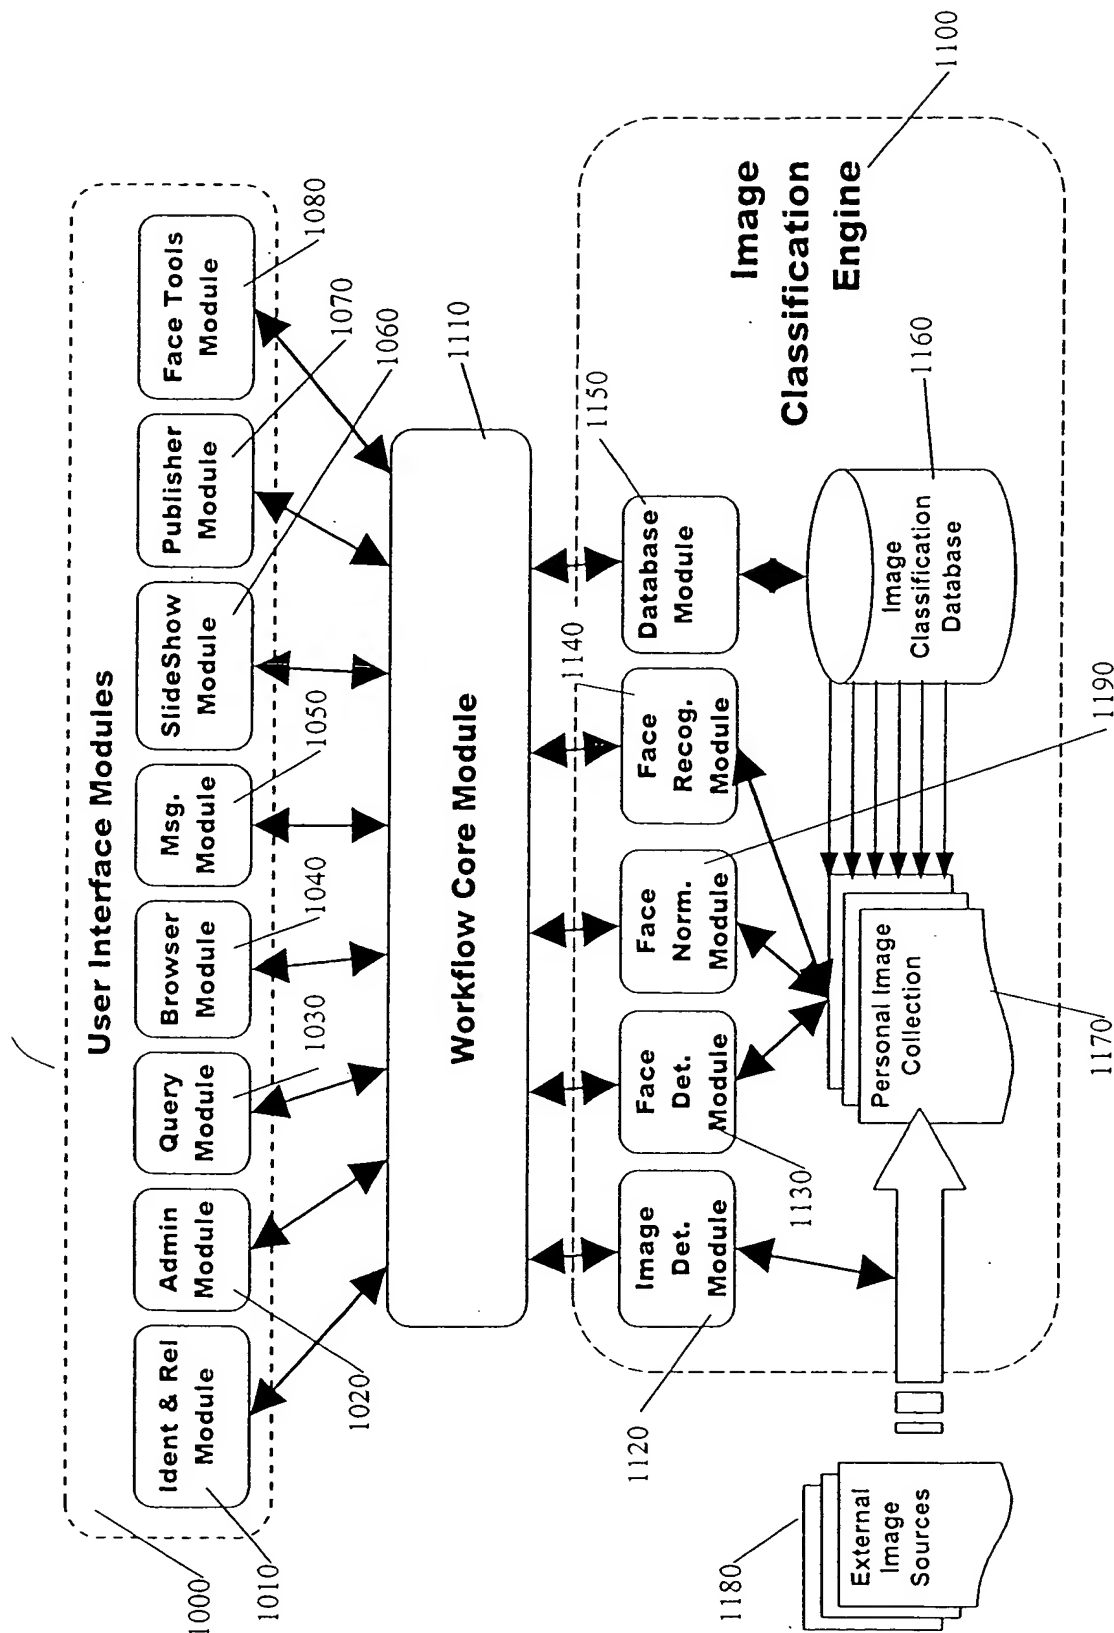 User Interface Modules
1000
Ident & Rel
Module
1010
Admin
Module
1020
Query
Module
1030
Browser
Module
1040
Msg.
Module
1050
SlideShow
Module
1060
Publisher
Module
1070
Face Tools
Module
1080
Workflow Core Module
1110
Image
Det.
Module
1120
Face
Det.
Module
1130
Face
Norm.
Module
1190
Face
Recog.
Module
1140
Database
Module
1150
Image
Classification
Engine
1100
External
Image
Sources
1180
Personal Image
Collection
1170
Image
Classification
Database
1160